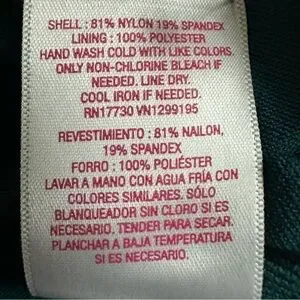 SHELL : 81% NYLON 19% SPANDEX
LINING : 100% POLYESTER
HAND WASH COLD WITH LIKE COLORS.
ONLY NON-CHLORINE BLEACH IF
NEEDED. LINE DRY.
COOL IRON IF NEEDED.
RN17730 VN1299195
REVESTIMIENTO : 81% NAILON,
19% SPANDEX
FORRO : 100% POLIÉSTER
LAVAR A MANO CON AGUA FRÍA CON
COLORES SIMILARES. SÓLO
BLANQUEADOR SIN CLORO SI ES
NECESARIO. TENDER PARA SECAR.
PLANCHAR A BAJA TEMPERATURA
SI ES NECESARIO.